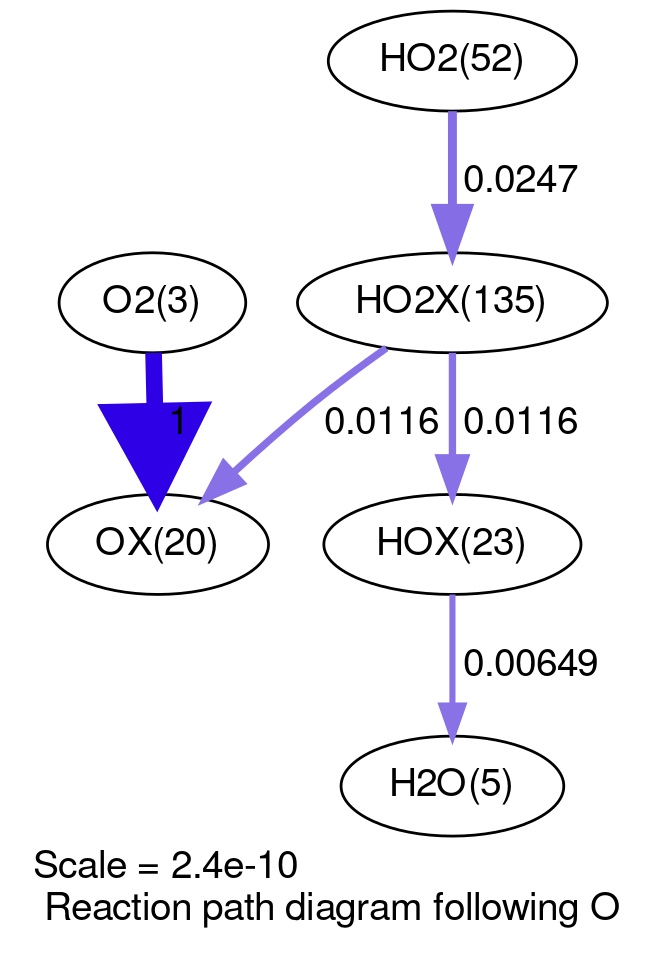 HO2(52)
0.0247
O2(3)
HO2X(135)
1
0.0116
0.0116
OX(20)
HOX(23)
0.00649
H2O(5)
Scale = 2.4e-10
Reaction path diagram following O